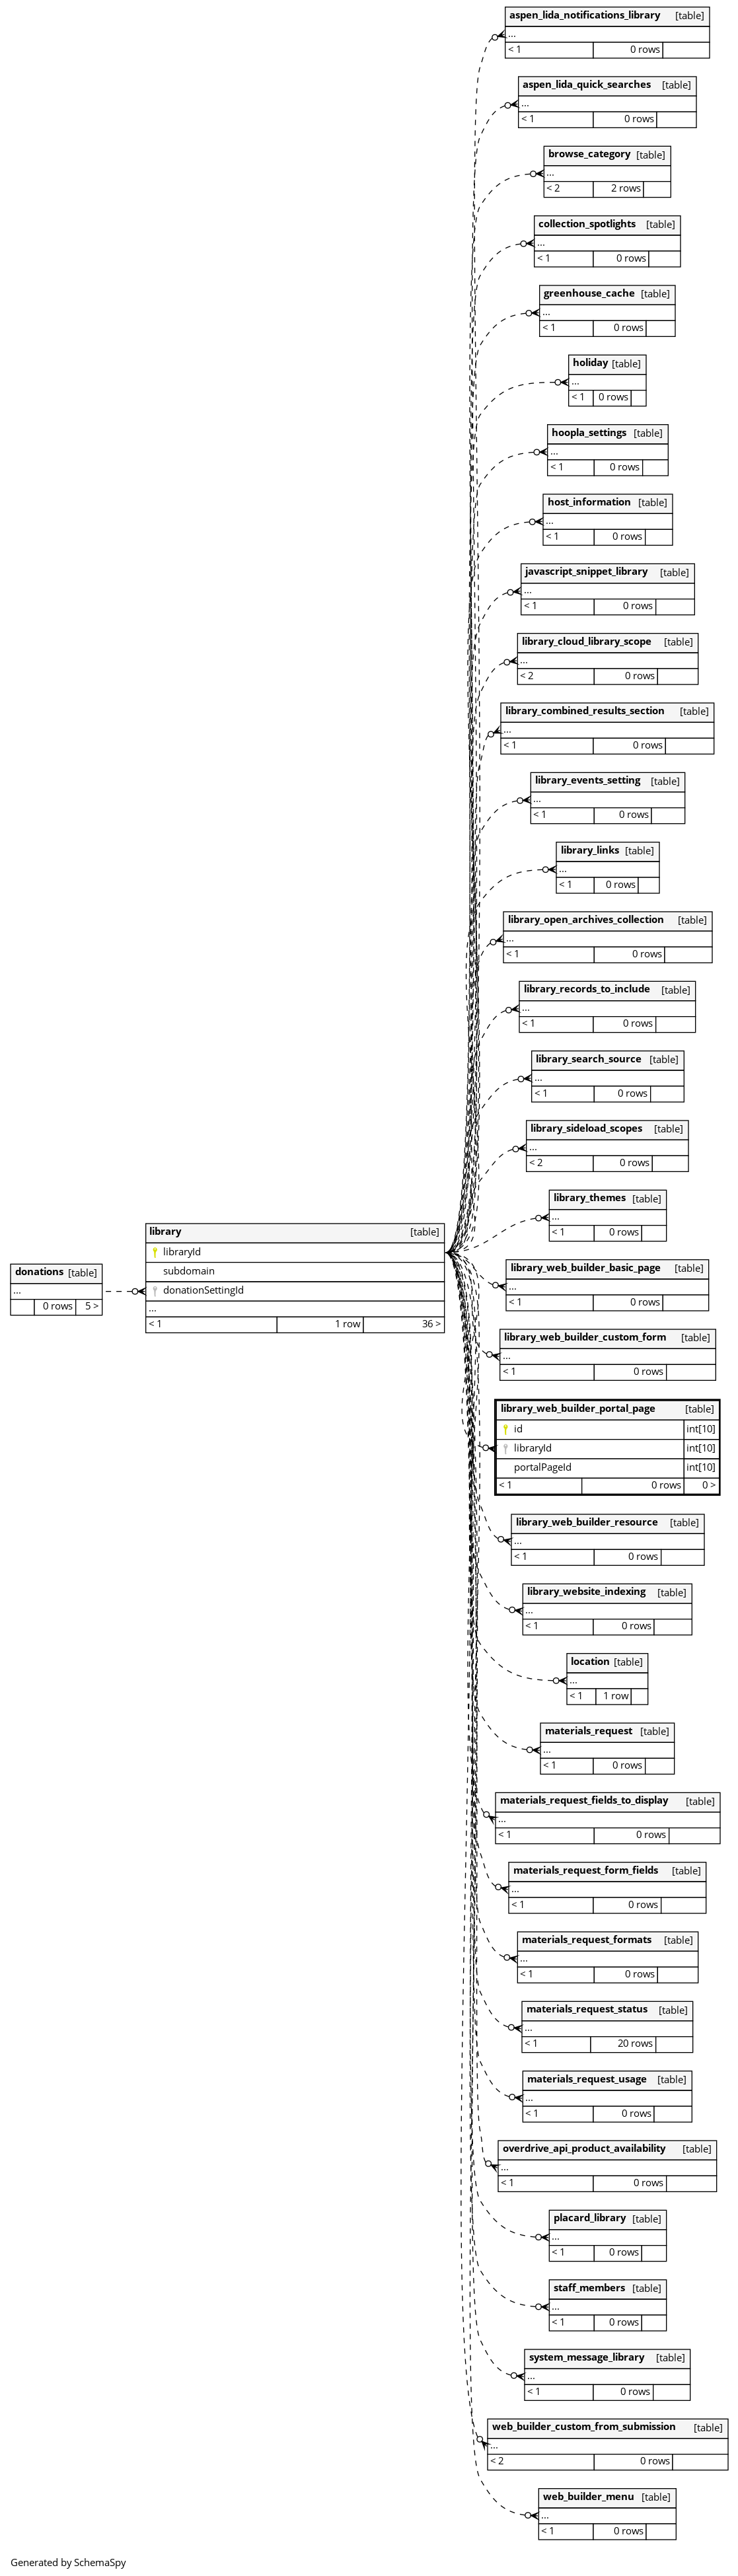 aspen_lida_notifications_library [table]
...
< 1 0 rows
aspen_lida_quick_searches [table]
...
< 1 0 rows
browse_category [table]
...
< 2 2 rows
collection_spotlights [table]
...
< 1 0 rows
greenhouse_cache [table]
...
< 1 0 rows
holiday [table]
...
< 1 0 rows
hoopla_settings [table]
...
< 1 0 rows
host_information [table]
...
< 1 0 rows
javascript_snippet_library [table]
...
< 1 0 rows
library_cloud_library_scope [table]
...
< 2 0 rows
library_combined_results_section [table]
...
< 1 0 rows
library_events_setting [table]
...
< 1 0 rows
library_links [table]
...
< 1 0 rows
library_open_archives_collection [table]
...
< 1 0 rows
library_records_to_include [table]
...
< 1 0 rows
library_search_source [table]
...
< 1 0 rows
library_sideload_scopes [table]
...
< 2 0 rows
library_themes [table]
...
< 1 0 rows
donations [table]
...
0 rows 5 >
library [table]
libraryId
subdomain
donationSettingId
...
< 1 1 row 36 >
library_web_builder_basic_page [table]
...
< 1 0 rows
library_web_builder_custom_form [table]
...
< 1 0 rows
library_web_builder_portal_page [table]
id int[10]
libraryId int[10]
portalPageId int[10]
< 1 0 rows 0 >
library_web_builder_resource [table]
...
< 1 0 rows
library_website_indexing [table]
...
< 1 0 rows
location [table]
...
< 1 1 row
materials_request [table]
...
< 1 0 rows
materials_request_fields_to_display [table]
...
< 1 0 rows
materials_request_form_fields [table]
...
< 1 0 rows
materials_request_formats [table]
...
< 1 0 rows
materials_request_status [table]
...
< 1 20 rows
materials_request_usage [table]
...
< 1 0 rows
overdrive_api_product_availability [table]
...
< 1 0 rows
placard_library [table]
...
< 1 0 rows
staff_members [table]
...
< 1 0 rows
system_message_library [table]
...
< 1 0 rows
web_builder_custom_from_submission [table]
...
< 2 0 rows
web_builder_menu [table]
...
< 1 0 rows
Generated by SchemaSpy